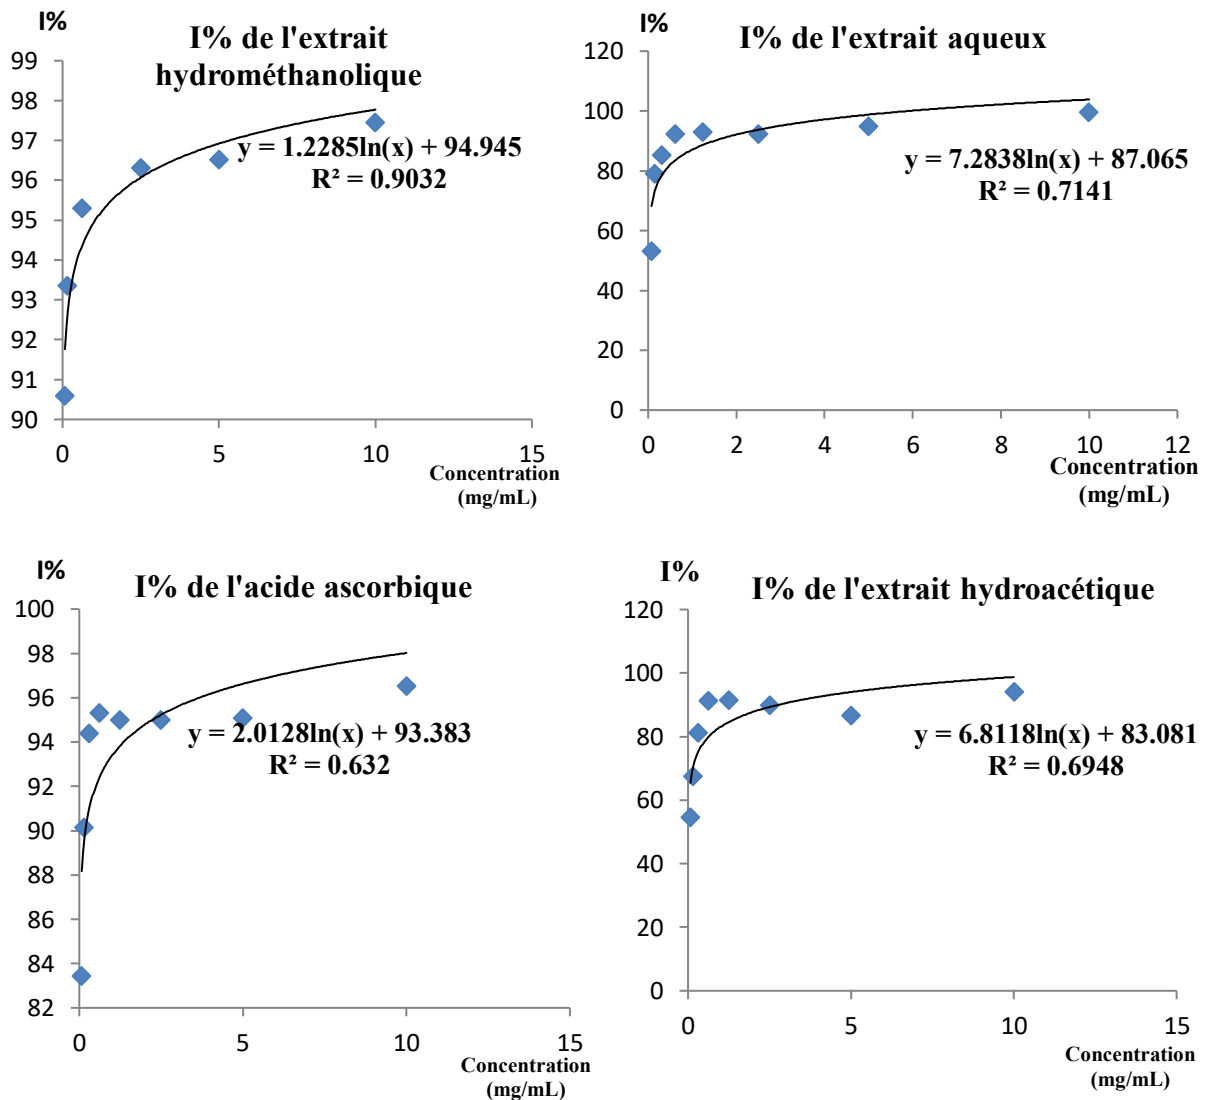 I%
I% de l'extrait
hydrométhanolique
99
98
97
96
95
94
93
92
91
90
y = 1.2285ln(x) + 94.945
R² = 0.9032
0 5 10 15
Concentration
(mg/mL)
I%
I% de l'extrait aqueux
120
100
80
60
40
20
0
y = 7.2838ln(x) + 87.065
R² = 0.7141
0 2 4 6 8 10 12
Concentration
(mg/mL)
I%
I% de l'acide ascorbique
100
98
96
94
92
90
88
86
84
82
y = 2.0128ln(x) + 93.383
R² = 0.632
0 5 10 15
Concentration
(mg/mL)
I%
I% de l'extrait hydroacétique
120
100
80
60
40
20
0
y = 6.8118ln(x) + 83.081
R² = 0.6948
0 5 10 15
Concentration
(mg/mL)